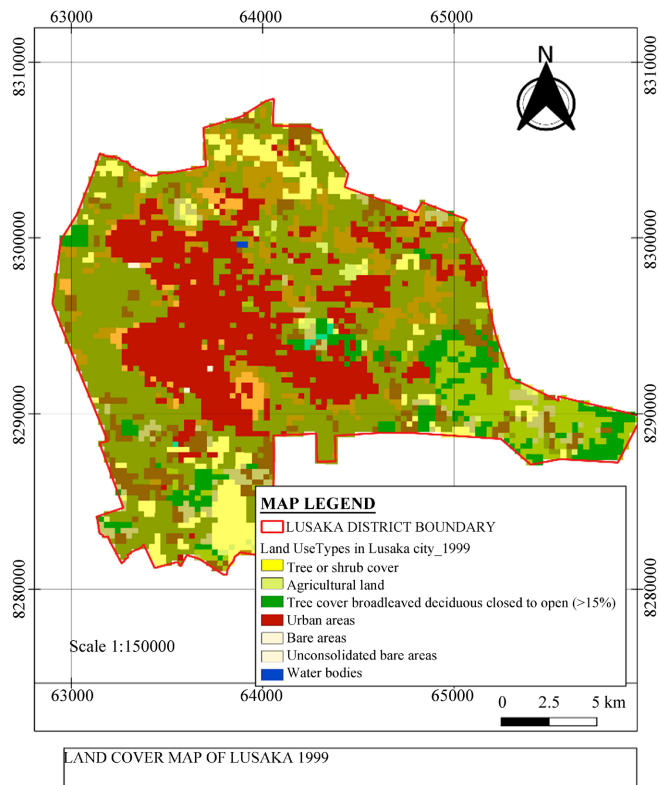 63000 64000 65000
8310000 8310000
N
8300000 8300000
8290000 8290000
MAP LEGEND
LUSAKA DISTRICT BOUNDARY
Land UseTypes in Lusaka city_1999
Tree or shrub cover
Agricultural land
Tree cover broadleaved deciduous closed to open (>15%)
Urban areas
Bare areas
Unconsolidated bare areas
Water bodies
8280000 8280000
Scale 1:150000
63000 64000 65000
0 2.5 5 km
LAND COVER MAP OF LUSAKA 1999